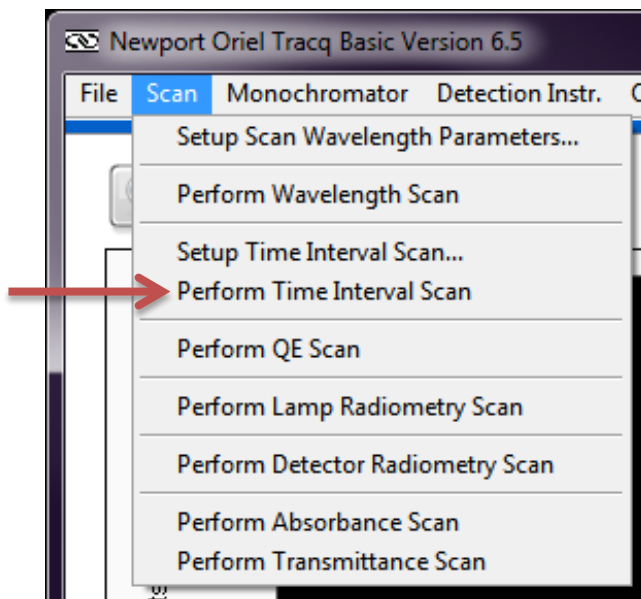 Newport Oriel Tracq Basic Version 6.5
File Scan Monochromator Detection Instr.
Setup Scan Wavelength Parameters...
Perform Wavelength Scan
Setup Time Interval Scan...
Perform Time Interval Scan
Perform QE Scan
Perform Lamp Radiometry Scan
Perform Detector Radiometry Scan
Perform Absorbance Scan
Perform Transmittance Scan